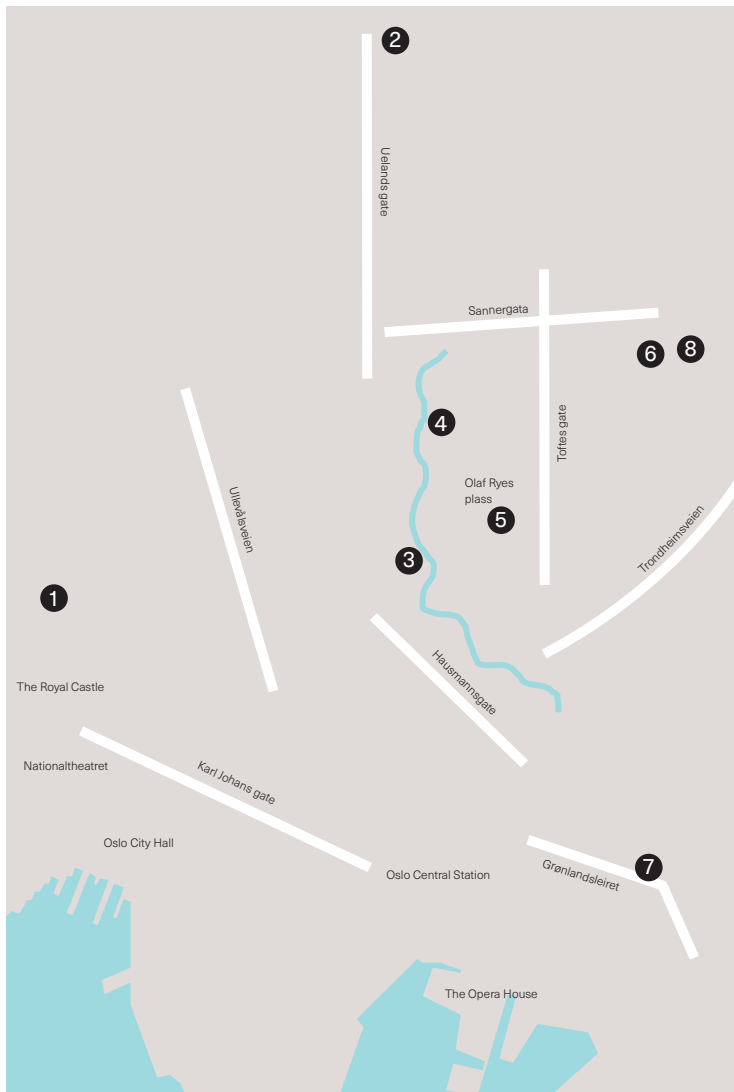 2
Uelands gate
Sannergata
6
8
4
Toftes gate
Olaf Ryes
plass
5
Ullevålsveien
Trondheimsveien
3
1
Hausmannsgate
The Royal Castle
Nationaltheatret
Karl Johans gate
Oslo City Hall
7
Grønlandsleiret
Oslo Central Station
The Opera House